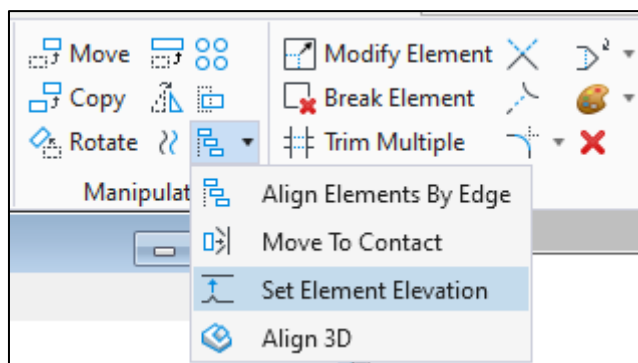 Move Modify Element
Copy Break Element
Rotate Trim Multiple
Manipulat
Align Elements By Edge
Move To Contact
Set Element Elevation
Align 3D